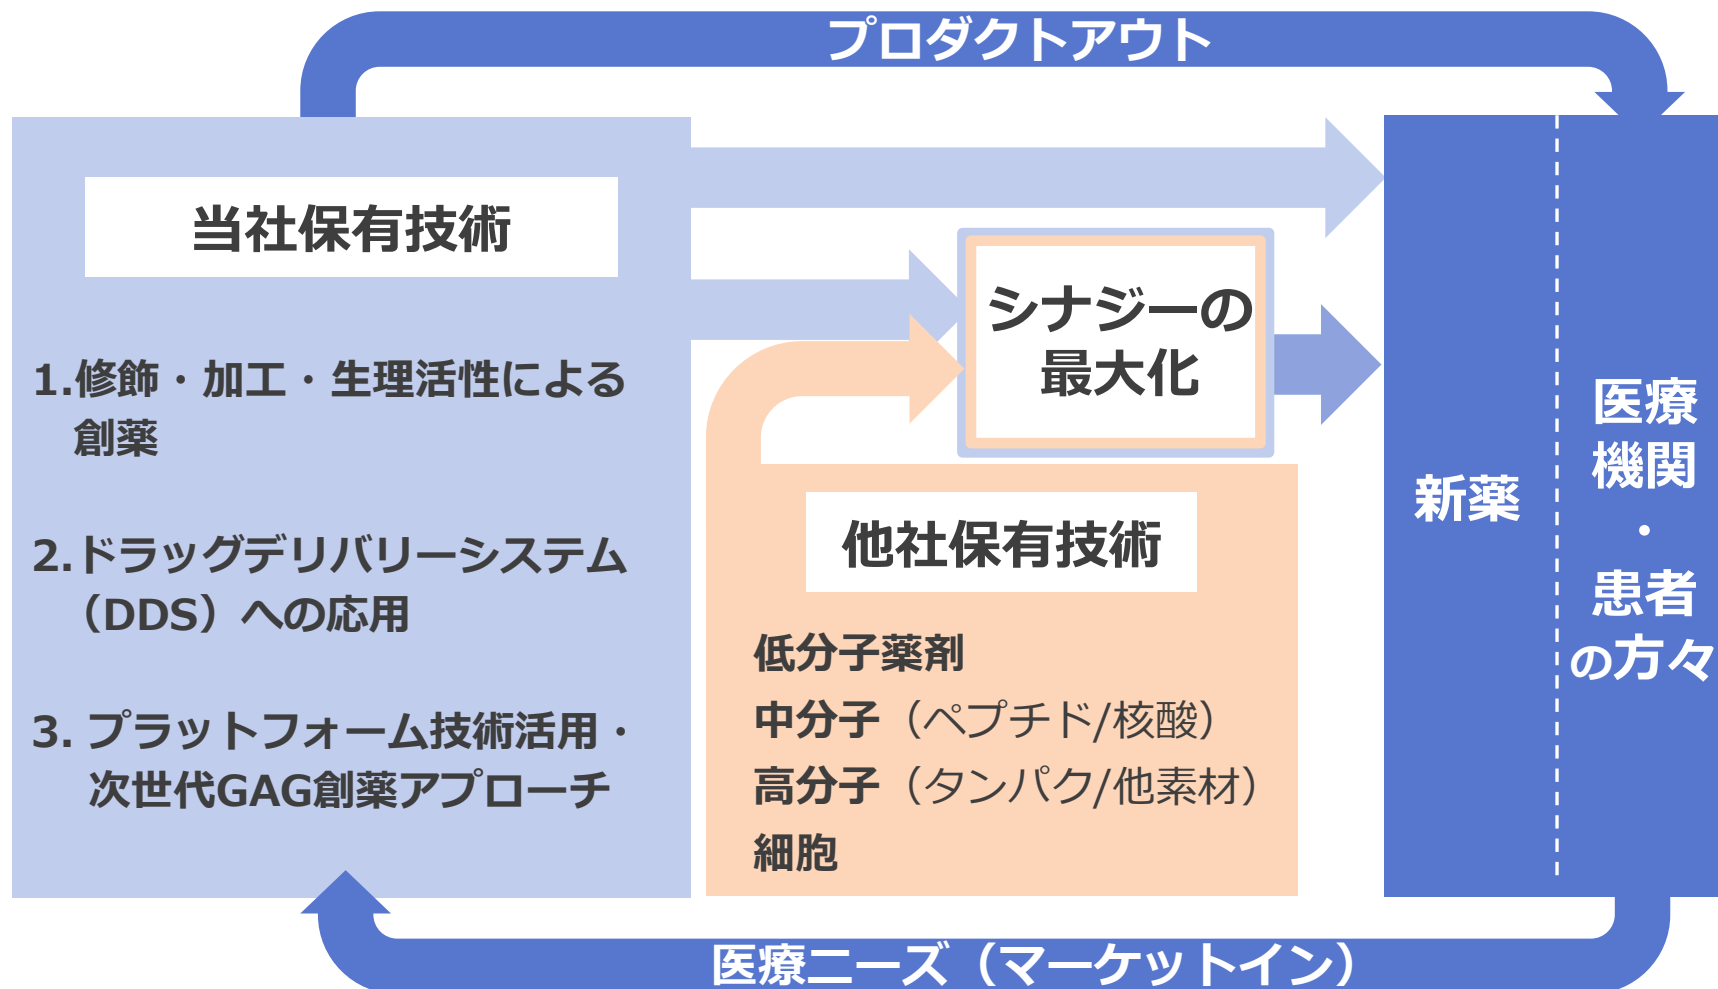 プロダクトアウト
当社保有技術
1.修飾・加工・生理活性による
創薬
2.ドラッグデリバリーシステム
（DDS）への応用
3. プラットフォーム技術活用・
次世代GAG創薬アプローチ
シナジーの
最大化
他社保有技術
低分子薬剤
中分子（ペプチド/核酸）
高分子（タンパク/他素材）
細胞
新薬
医療
機関
・
患者
の方々
医療ニーズ（マーケットイン）